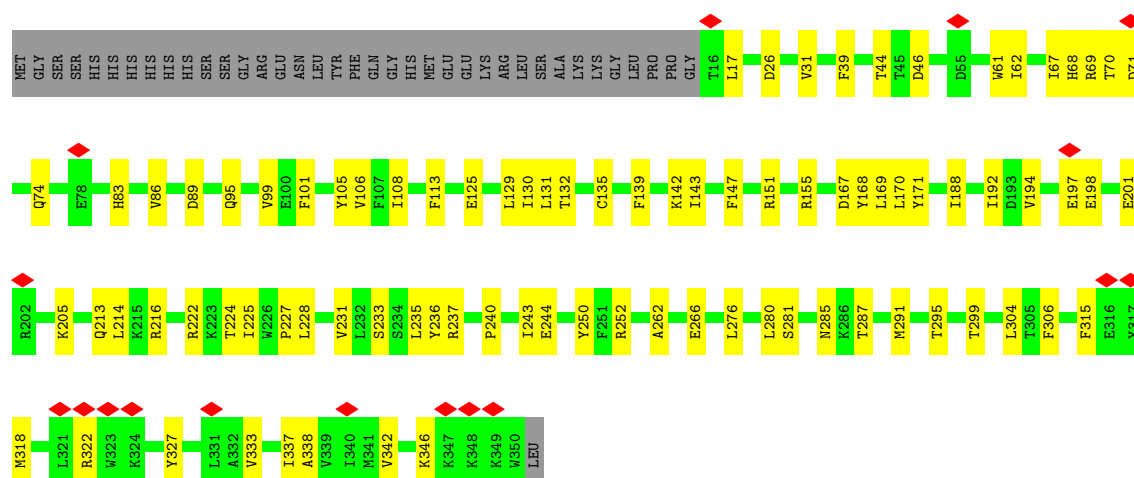 MET GLY SER SER HIS HIS HIS HIS HIS HIS SER SER GLY ARG GLU ASN LEU TYR PHE GLN GLY HIS MET GLU GLU LYS ARG LEU SER ALA LYS LYS GLY LEU PRO PRO GLY T16 L17 D26 V31 F39 T44 T45 D46 D55 W61 I62 I67 H68 R69 T70
Q74 E78 H83 V86 D89 Q95 V99 E100 F101 Y105 V106 F107 I108 F113 E125 L129 I130 L131 T132 C135 F139 K142 I143 F147 R151 R155 D167 Y168 L169 L170 Y171 I188 I192 D193 V194 E197 E198 E201
R202 K205 Q213 L214 K215 R216 R222 K223 T224 I225 W226 P227 L228 V231 L232 S233 S234 L235 Y236 R237 P240 I243 E244 Y250 F251 R252 A262 E266 L276 L280 S281 N285 K286 T287 M291 T295 T299 L304 T305 F306 F315 E316
M318 L321 R322 W323 K324 Y327 L331 A332 V333 I337 A338 V339 I340 M341 V342 K346 K347 K348 K349 W350 LEU